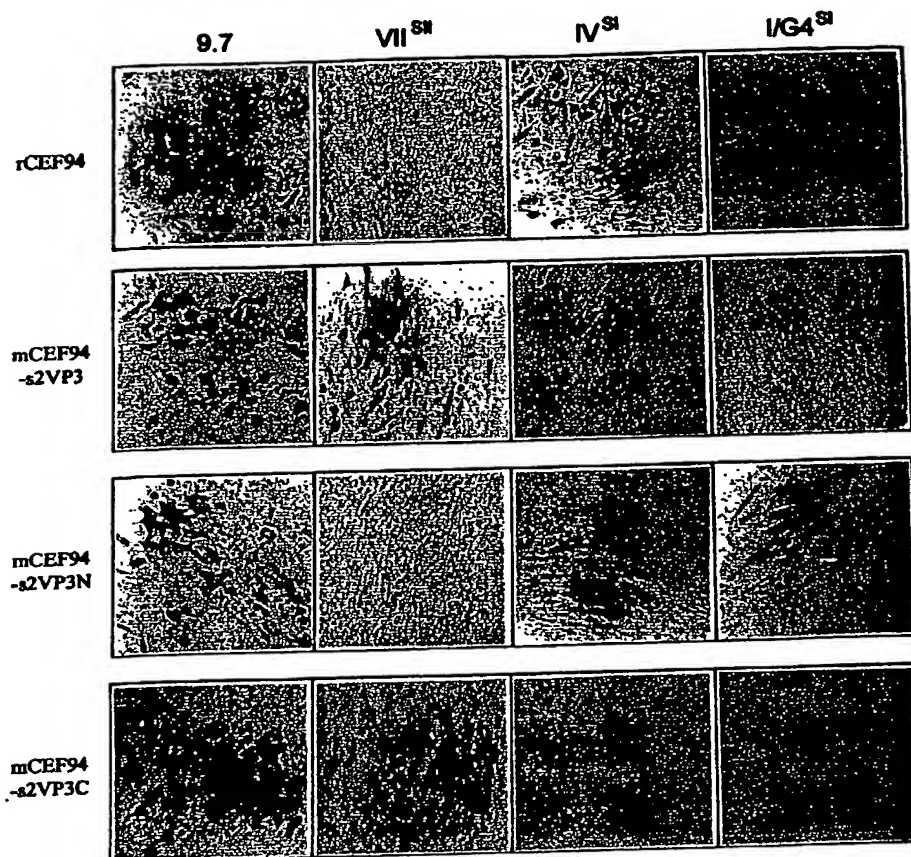 9.7 VII^SII IV^SI I/G4^SI
rCEF94
mCEF94
-s2VP3
mCEF94
-s2VP3N
mCEF94
-s2VP3C